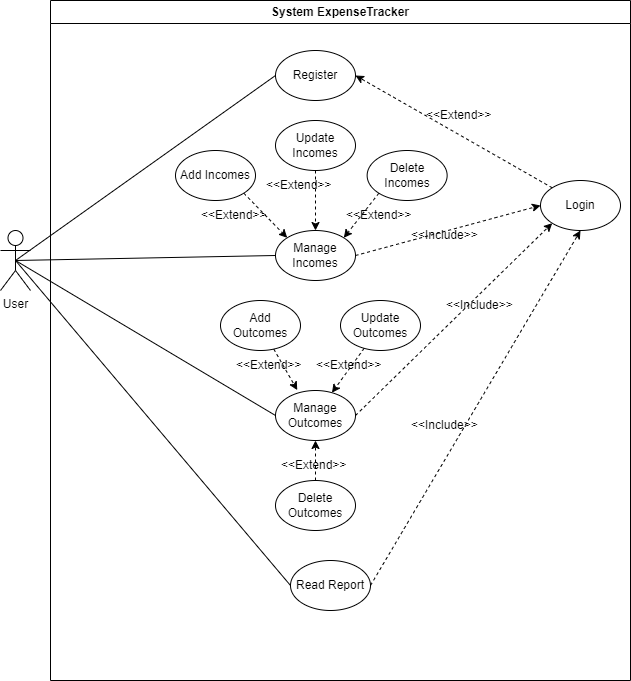 System ExpenseTracker
Register
<<Extend>>
Update
Incomes
Add Incomes
Delete
Incomes
<<Extend>>
<<Extend>>
<<Extend>>
Login
Manage
Incomes
<<Include>>
User
Add
Outcomes
Update
Outcomes
<<Include>>
<<Extend>>
<<Extend>>
Manage
Outcomes
<<Include>>
<<Extend>>
Delete
Outcomes
Read Report